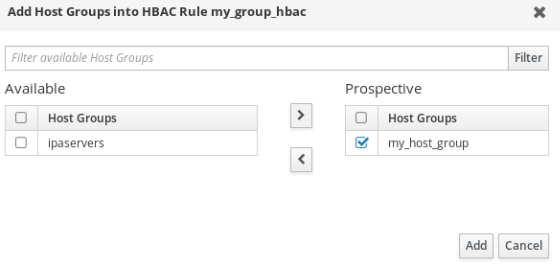 Add Host Groups into HBAC Rule my_group_hbac
Filter available Host Groups
Filter
Available
Prospective
Host Groups
Host Groups
ipaservers
my_host_group
Add
Cancel